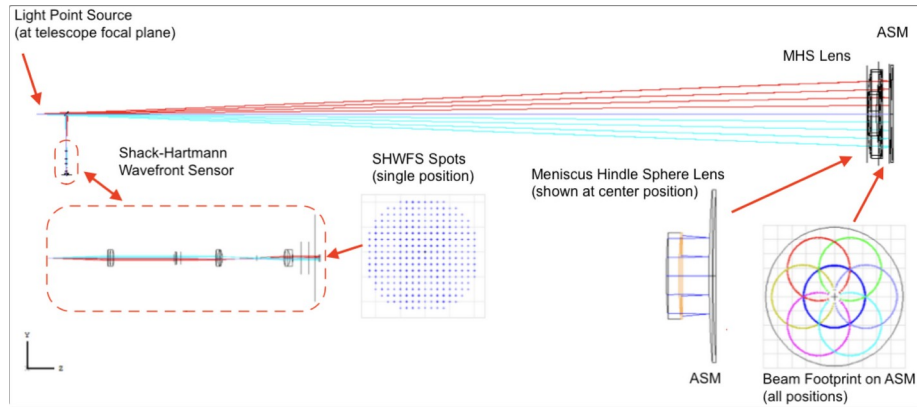 Light Point Source
(at telescope focal plane)
ASM
MHS Lens
Shack-Hartmann
Wavefront Sensor
SHWFS Spots
(single position)
Meniscus Hindle Sphere Lens
(shown at center position)
Y
Z
ASM
Beam Footprint on ASM
(all positions)